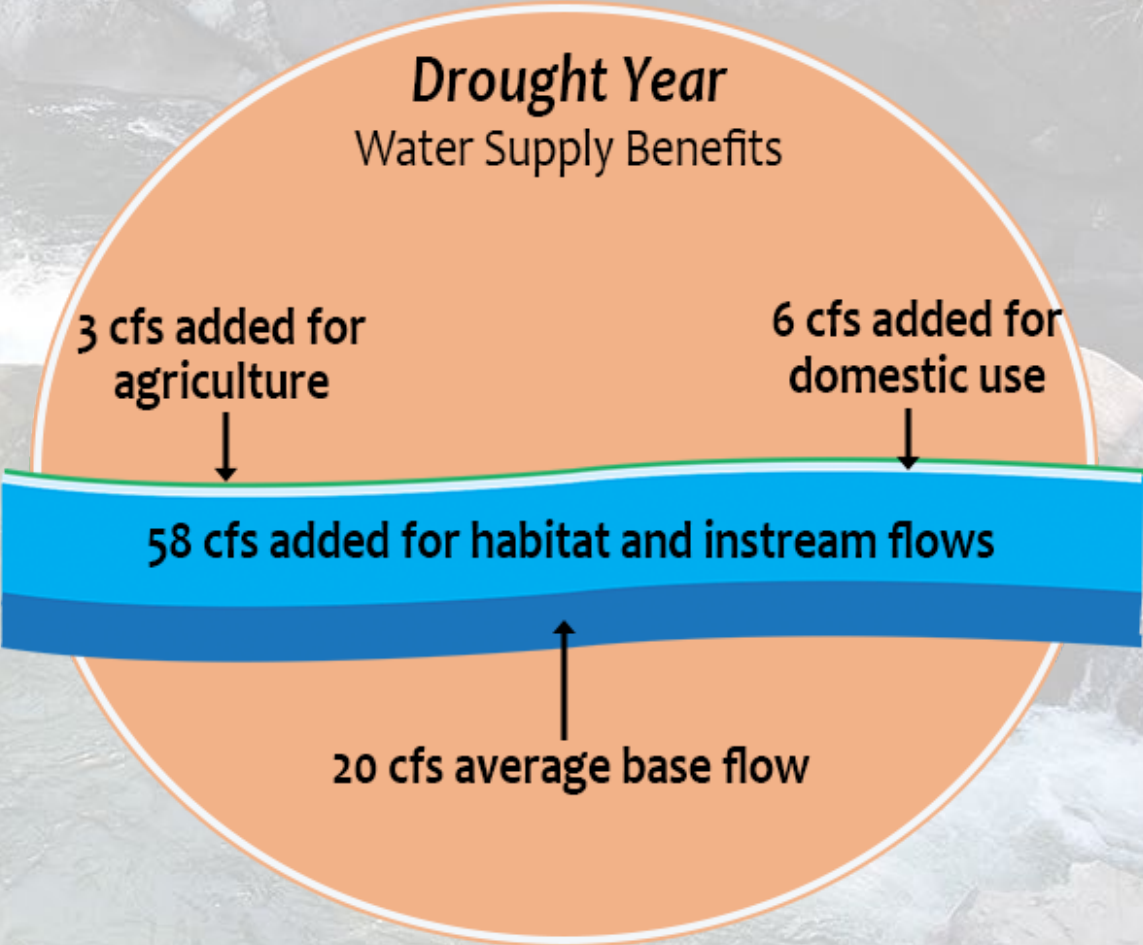 Drought Year
Water Supply Benefits
3 cfs added for
agriculture
6 cfs added for
domestic use
58 cfs added for habitat and instream flows
20 cfs average base flow